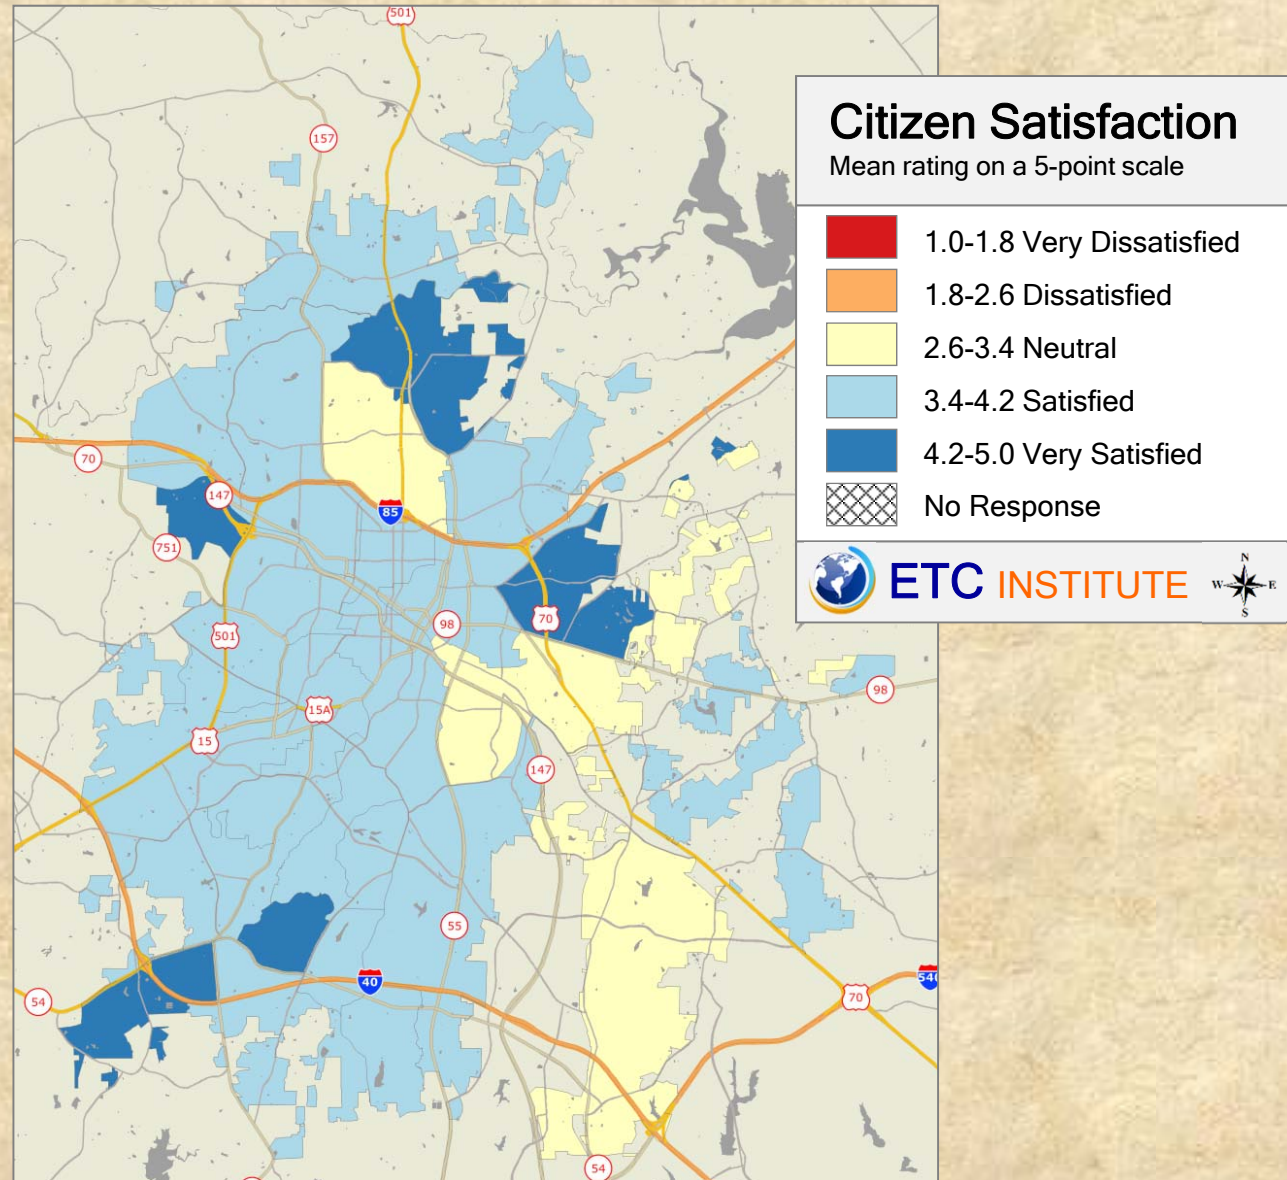 501
157
Citizen Satisfaction
Mean rating on a 5-point scale
1.0-1.8 Very Dissatisfied
1.8-2.6 Dissatisfied
2.6-3.4 Neutral
3.4-4.2 Satisfied
4.2-5.0 Very Satisfied
No Response
ETC INSTITUTE
N
W E
S
70
147
85
751
70
98
501
98
15A
15
147
55
40
54
70
540
54